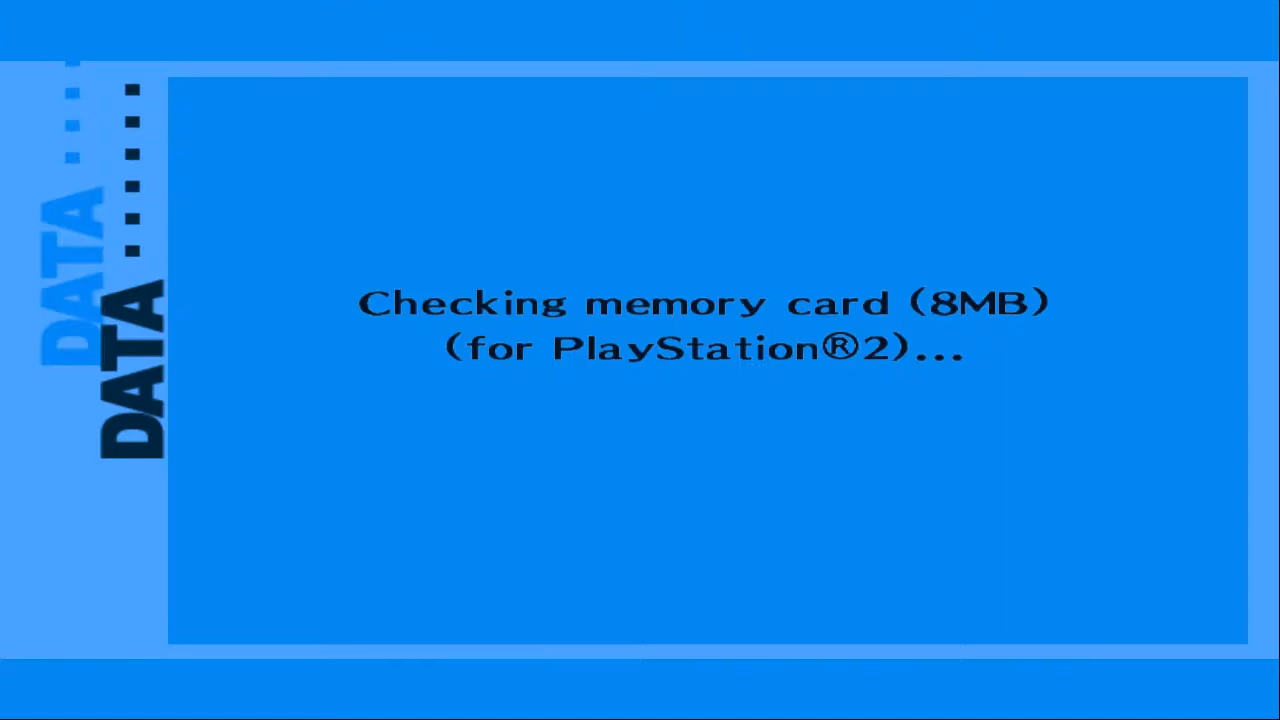 DATA ......
DATA ....
Checking memory card (8MB)
(for PlayStation®2)...